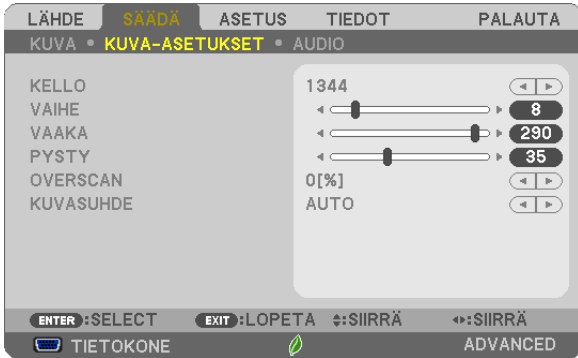 LÄHDE SÄÄDÄ ASETUS TIEDOT PALAUTA
KUVA • KUVA-ASETUKSET • AUDIO
KELLO 1344
VAIHE 8
VAAKA 290
PYSTY 35
OVERSCAN 0[%]
KUVASUHDE AUTO
ENTER :SELECT EXIT :LOPETA :SIIRRÄ :SIIRRÄ
TIETOKONE ADVANCED